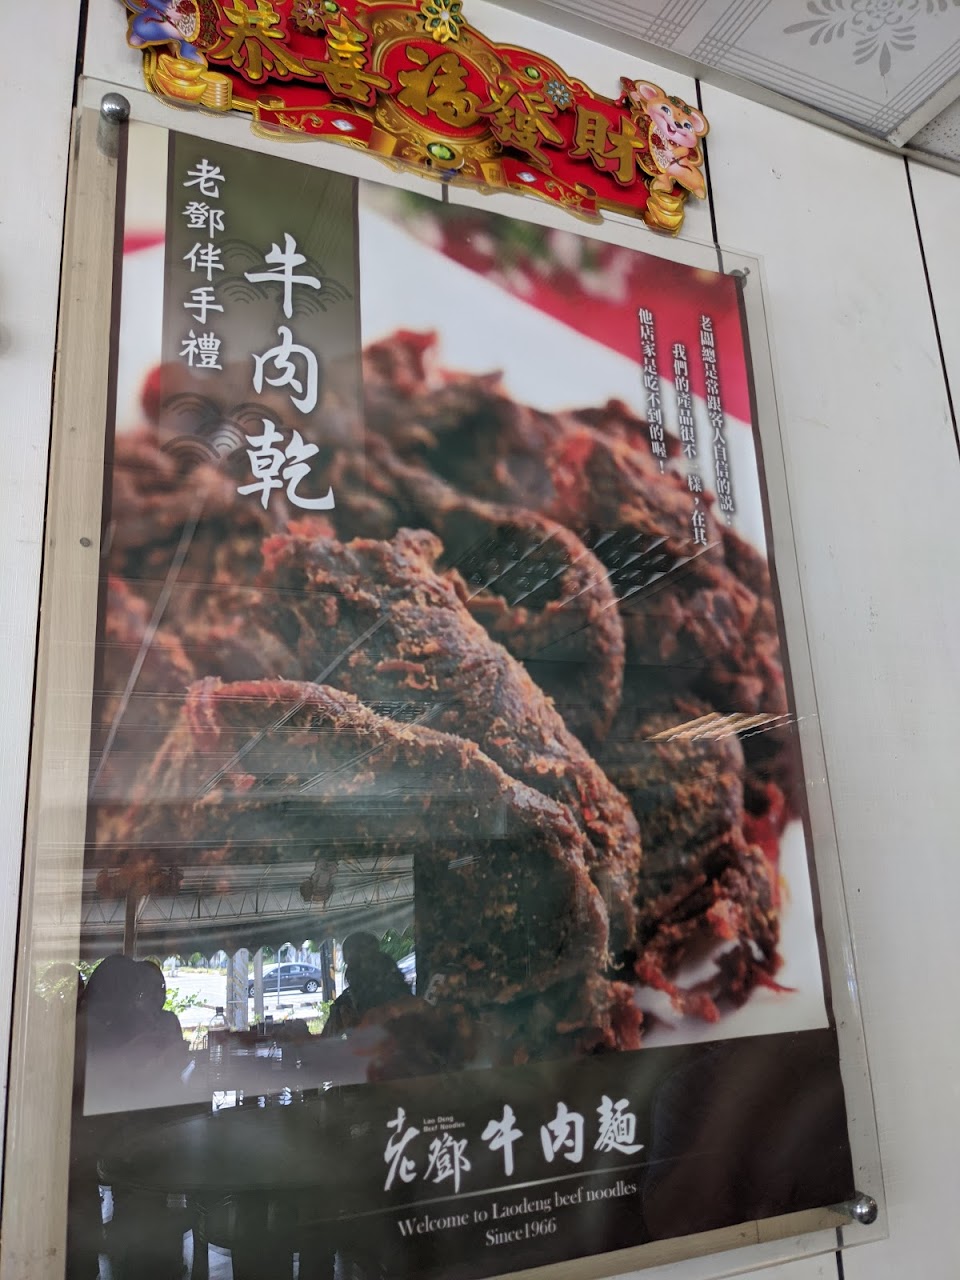 恭喜福發財
老鄧伴手禮
牛肉乾
老闆總是常跟客人自信的說：
我們的產品很不一樣，在其
他店家是吃不到的喔！
老鄧牛肉麵
Lao Deng
Beef Noodles
Welcome to Laodeng beef noodles
Since1966